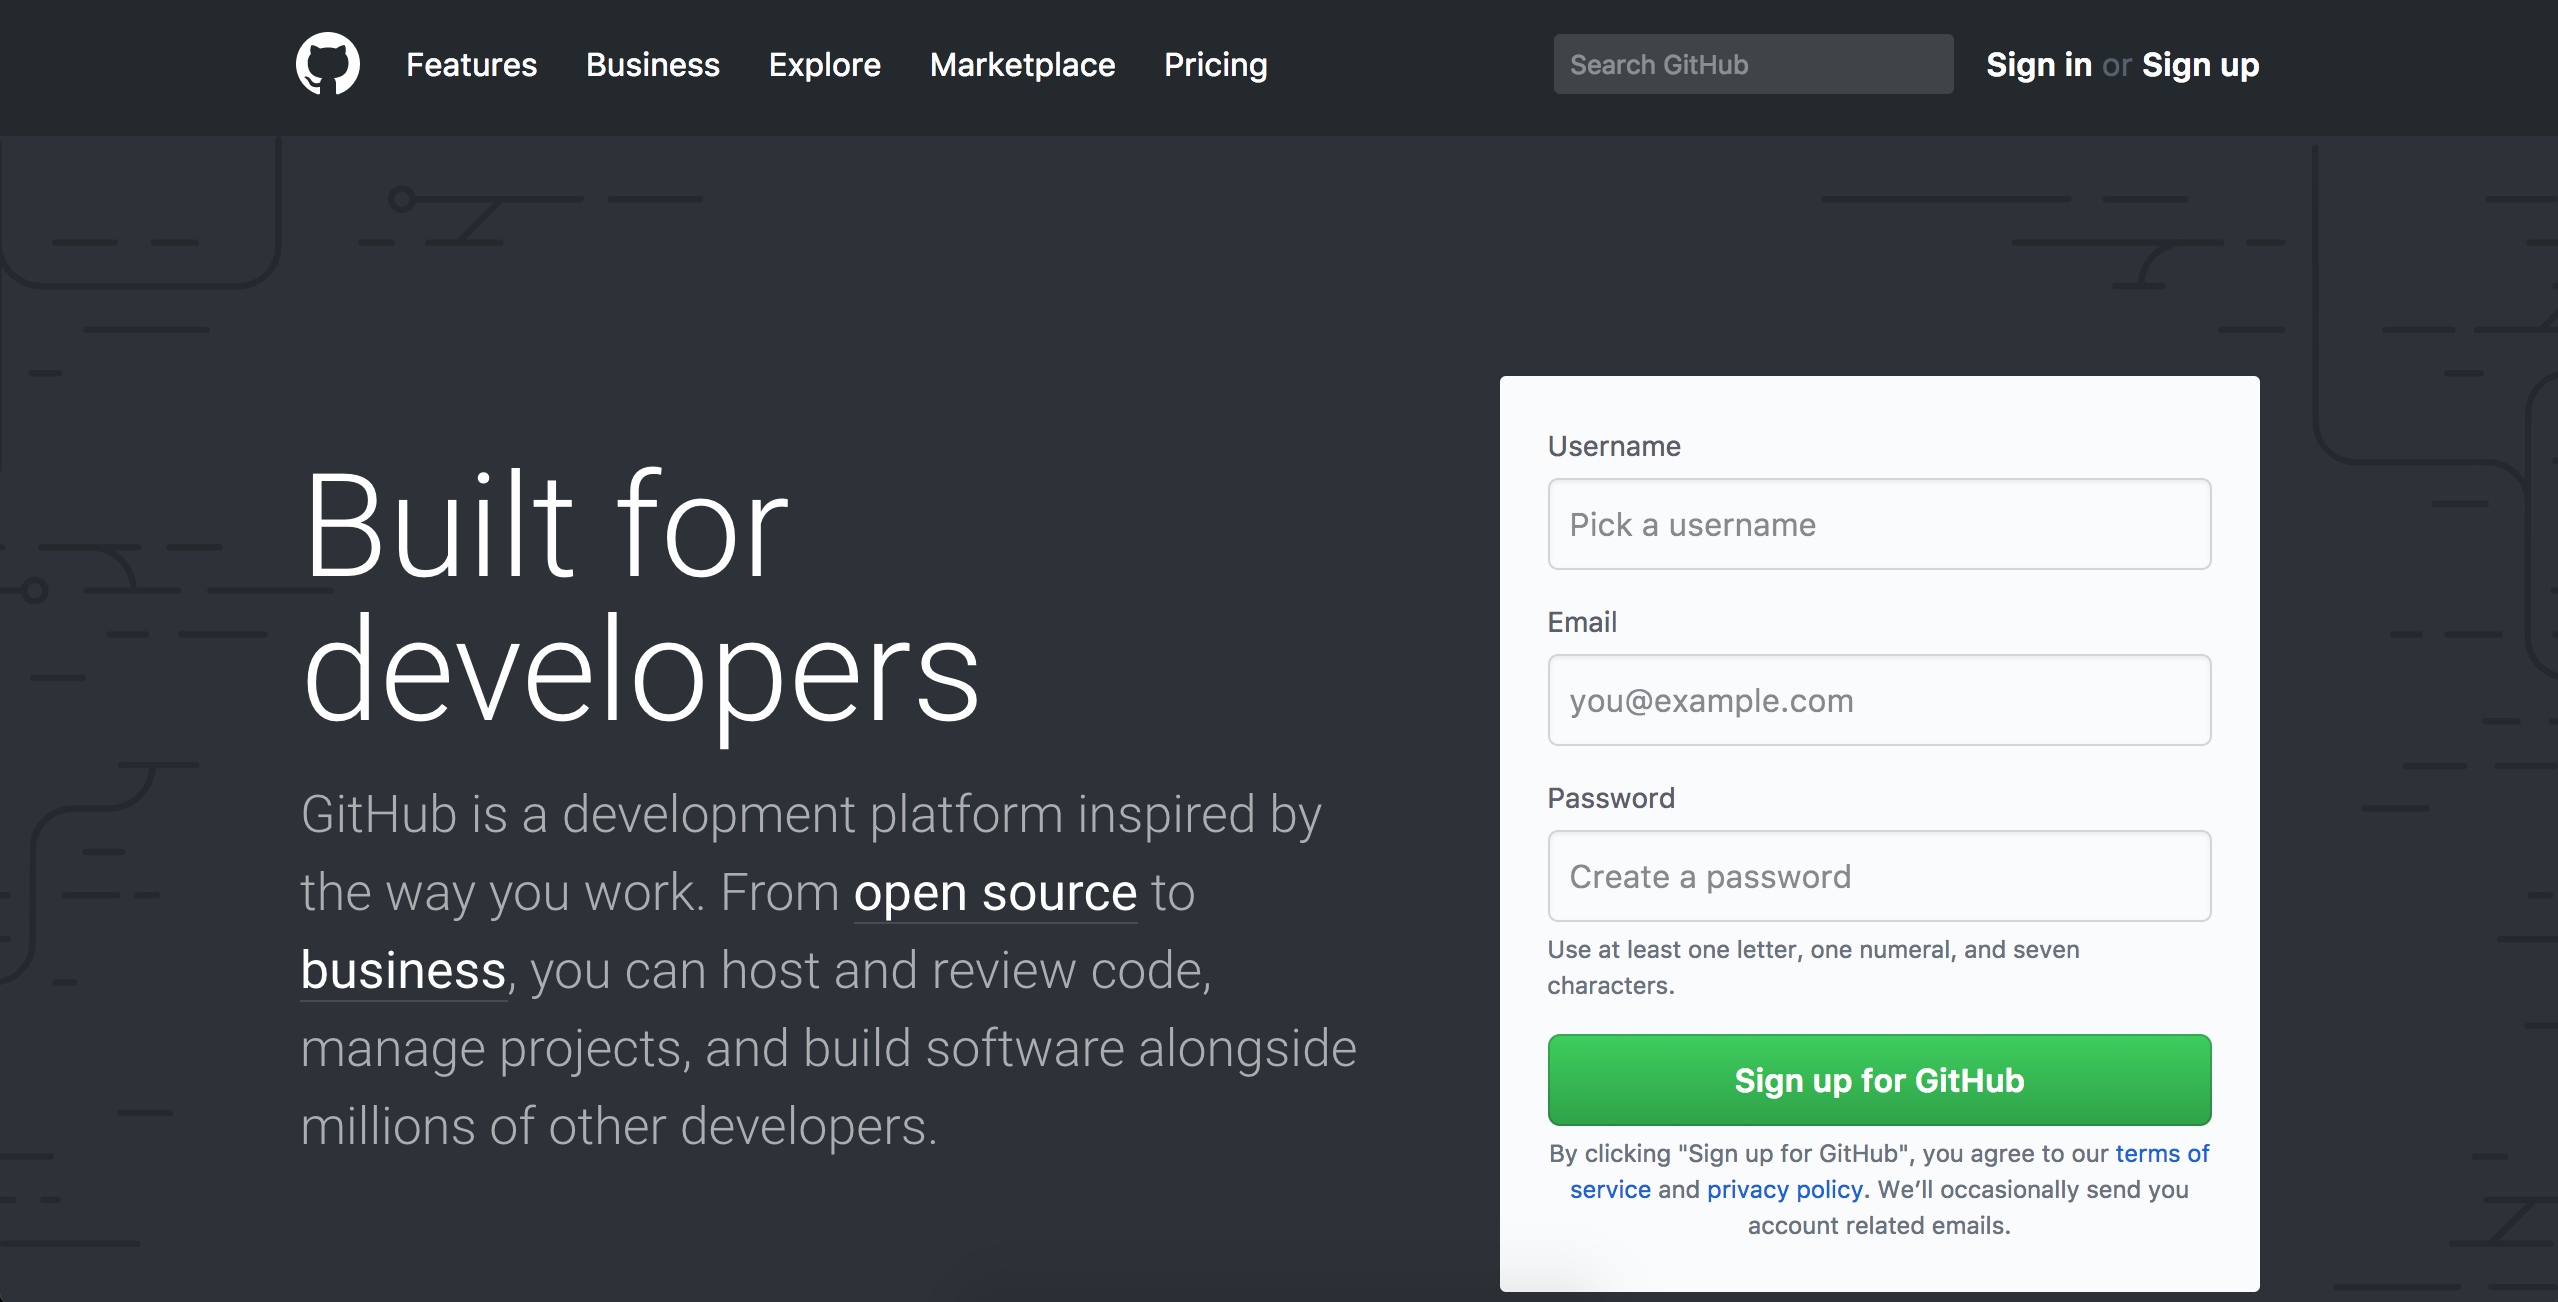 Features Business Explore Marketplace Pricing Search GitHub Sign in or Sign up
Built for
developers
GitHub is a development platform inspired by
the way you work. From open source to
business, you can host and review code,
manage projects, and build software alongside
millions of other developers.
Username
Pick a username
Email
you@example.com
Password
Create a password
Use at least one letter, one numeral, and seven
characters.
Sign up for GitHub
By clicking "Sign up for GitHub", you agree to our terms of
service and privacy policy. We’ll occasionally send you
account related emails.